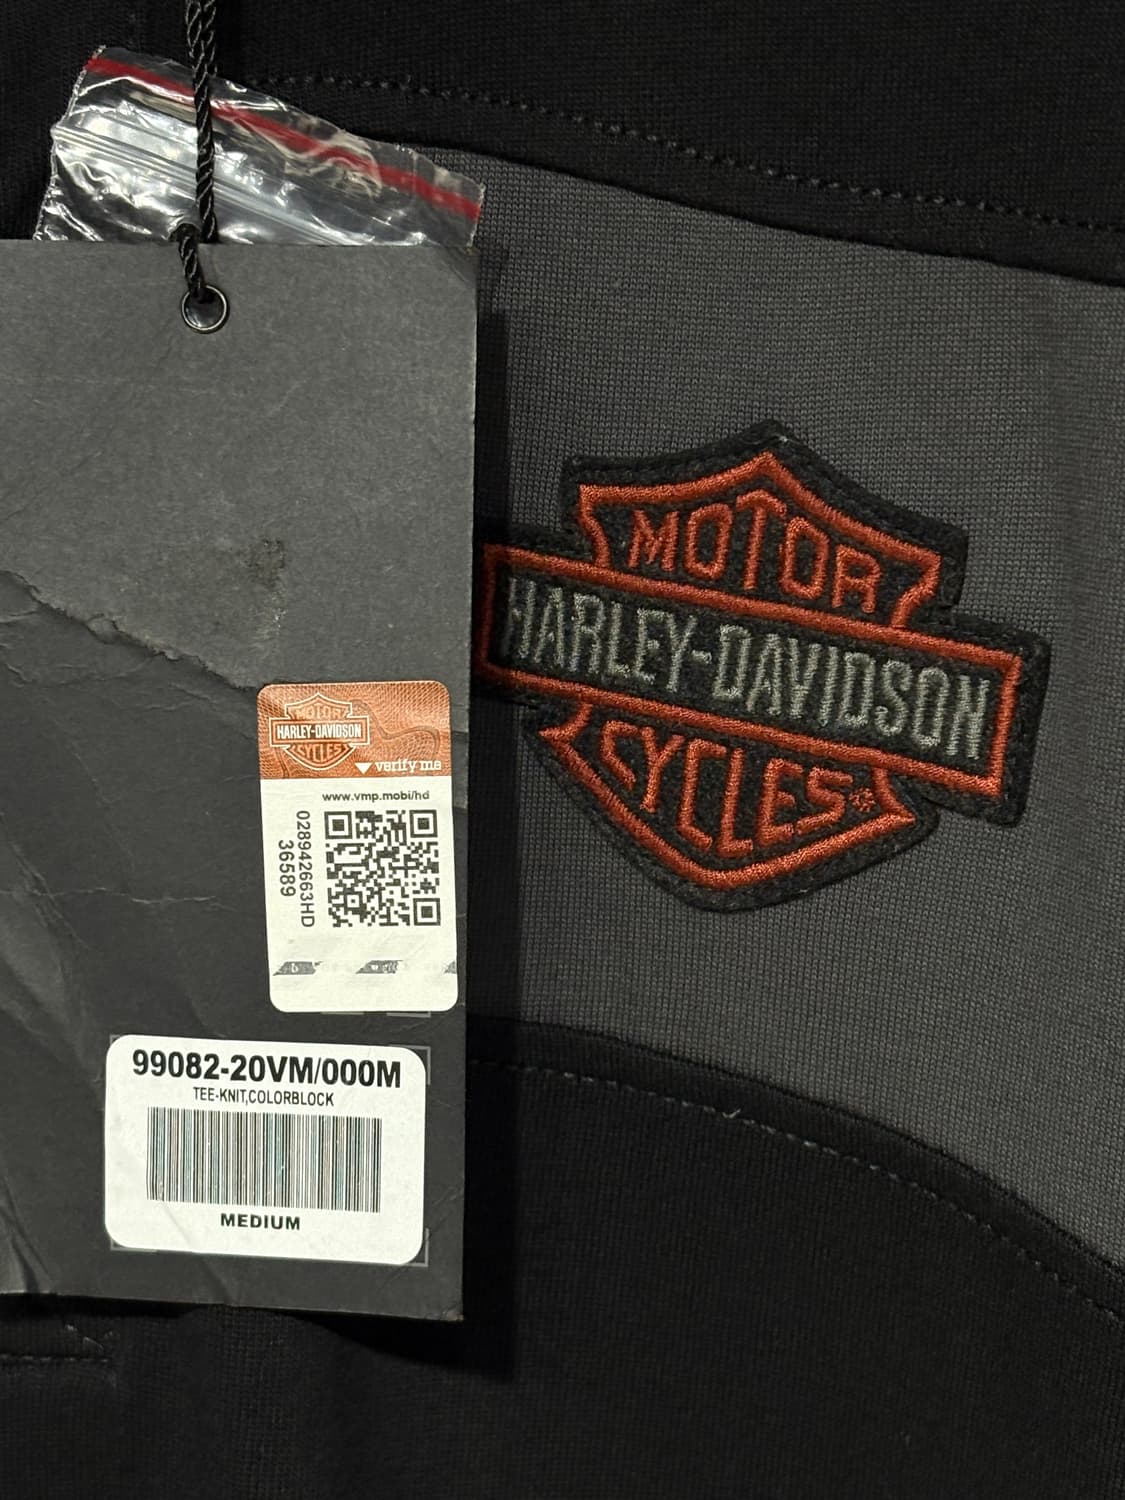 MOTOR
HARLEY-DAVIDSON
CYCLES
MOTOR
HARLEY-DAVIDSON
CYCLES
verify me
www.vmp.mobi/hd
028942663HD
36589
99082-20VM/000M
TEE-KNIT,COLORBLOCK
MEDIUM